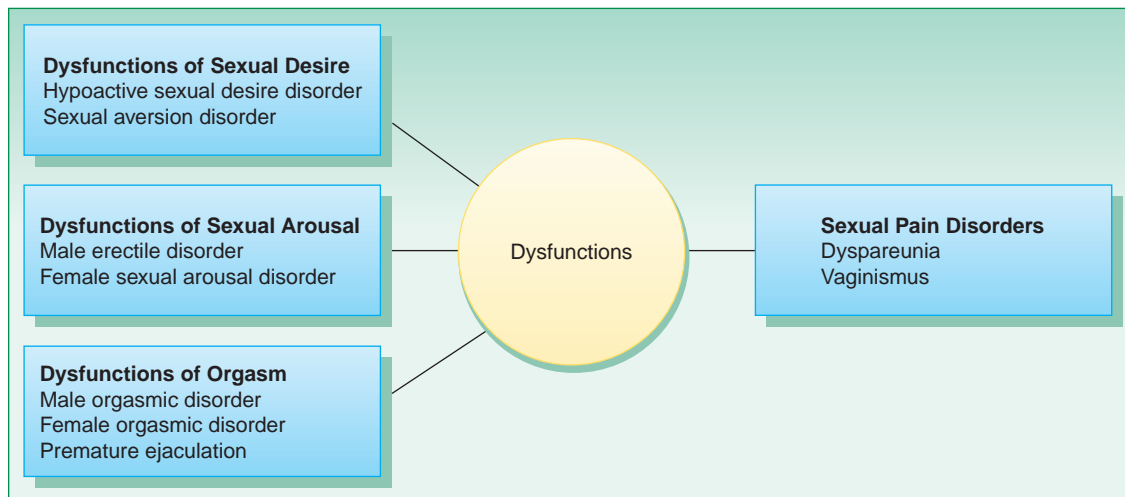 Dysfunctions of Sexual Desire
Hypoactive sexual desire disorder
Sexual aversion disorder
Dysfunctions of Sexual Arousal
Male erectile disorder
Female sexual arousal disorder
Dysfunctions of Orgasm
Male orgasmic disorder
Female orgasmic disorder
Premature ejaculation
Dysfunctions
Sexual Pain Disorders
Dyspareunia
Vaginismus